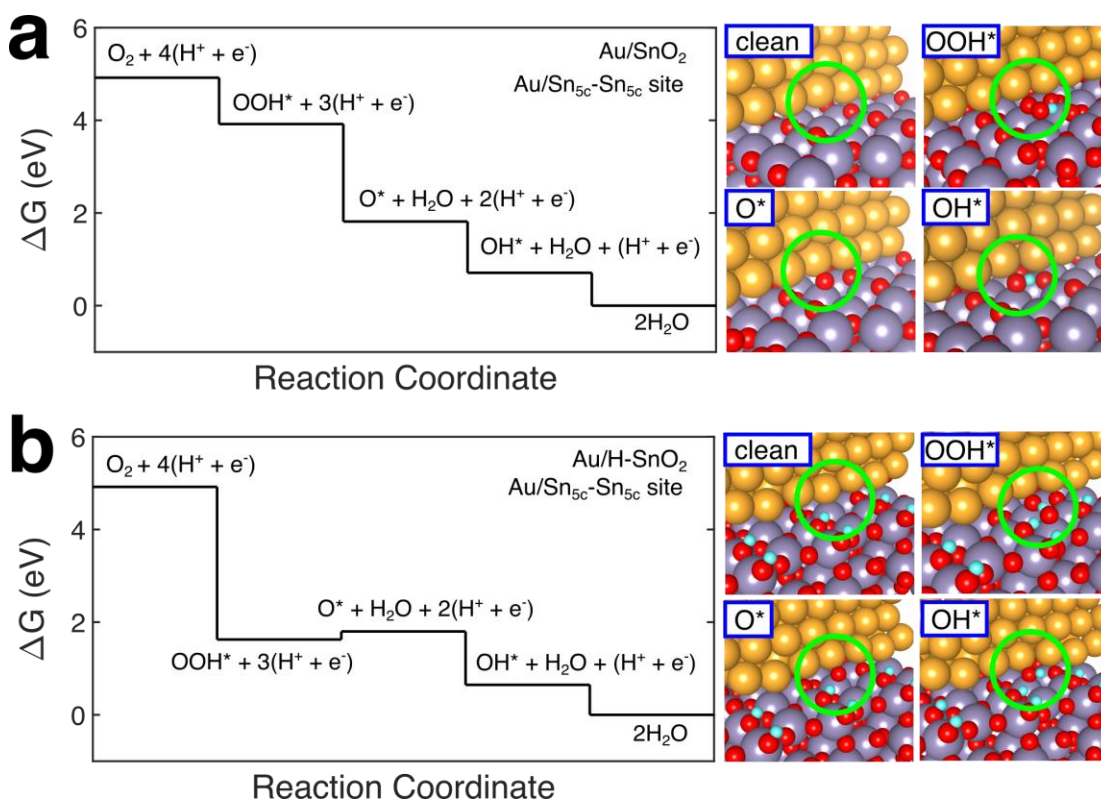 a
6
4
2
0
ΔG (eV)
O₂ + 4(H⁺ + e⁻)
OOH* + 3(H⁺ + e⁻)
O* + H₂O + 2(H⁺ + e⁻)
OH* + H₂O + (H⁺ + e⁻)
2H₂O
Au/SnO₂
Au/Sn₅c-Sn₅c site
Reaction Coordinate
clean
OOH*
O*
OH*
b
6
4
2
0
ΔG (eV)
O₂ + 4(H⁺ + e⁻)
OOH* + 3(H⁺ + e⁻)
O* + H₂O + 2(H⁺ + e⁻)
OH* + H₂O + (H⁺ + e⁻)
2H₂O
Au/H-SnO₂
Au/Sn₅c-Sn₅c site
Reaction Coordinate
clean
OOH*
O*
OH*